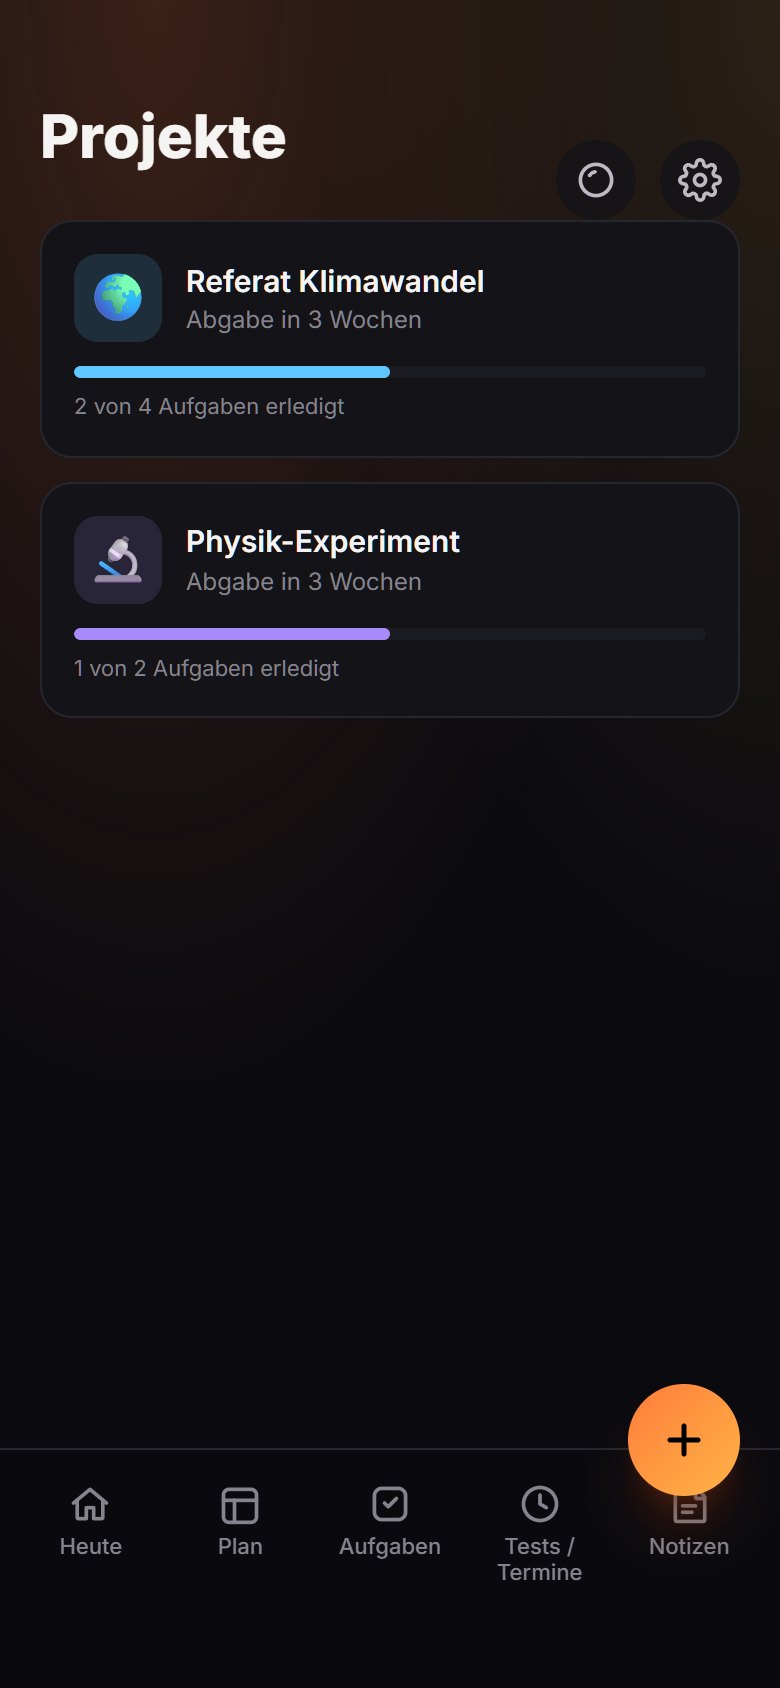 Projekte
Referat Klimawandel
Abgabe in 3 Wochen
2 von 4 Aufgaben erledigt
Physik-Experiment
Abgabe in 3 Wochen
1 von 2 Aufgaben erledigt
Heute
Plan
Aufgaben
Tests /
Termine
Notizen